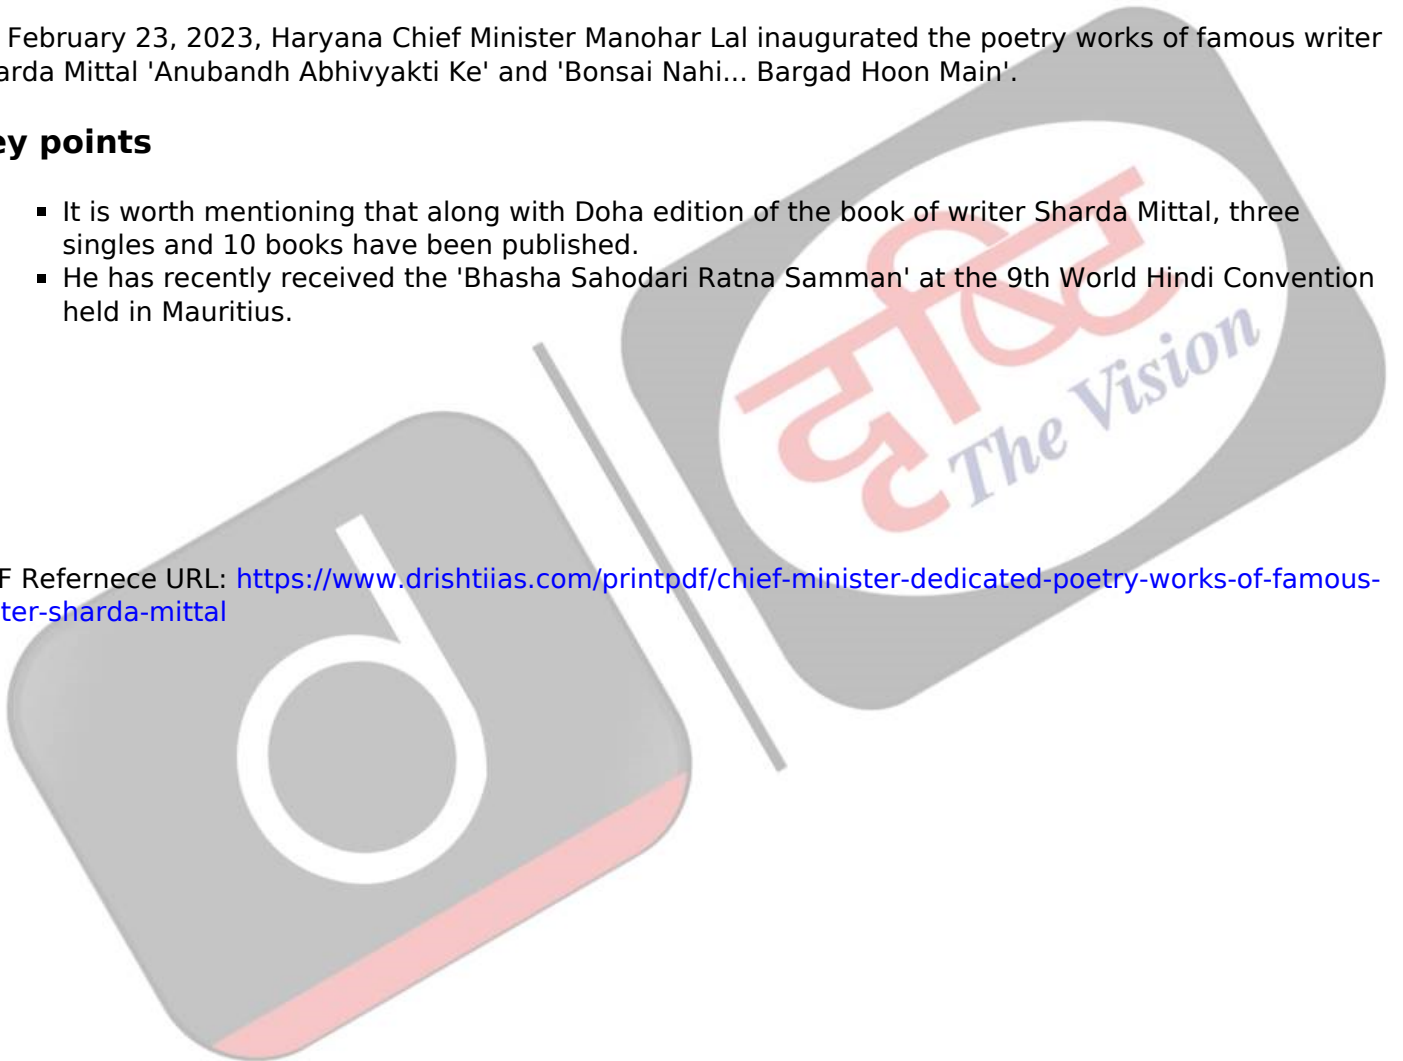 February 23, 2023, Haryana Chief Minister Manohar Lal inaugurated the poetry works of famous writer
arda Mittal 'Anubandh Abhivyakti Ke' and 'Bonsai Nahi... Bargad Hoon Main'.
ey points
▪ It is worth mentioning that along with Doha edition of the book of writer Sharda Mittal, three
singles and 10 books have been published.
▪ He has recently received the 'Bhasha Sahodari Ratna Samman' at the 9th World Hindi Convention
held in Mauritius.
दृष्टि
The Vision
d
F Refernece URL: https://www.drishtiias.com/printpdf/chief-minister-dedicated-poetry-works-of-famous-
ter-sharda-mittal